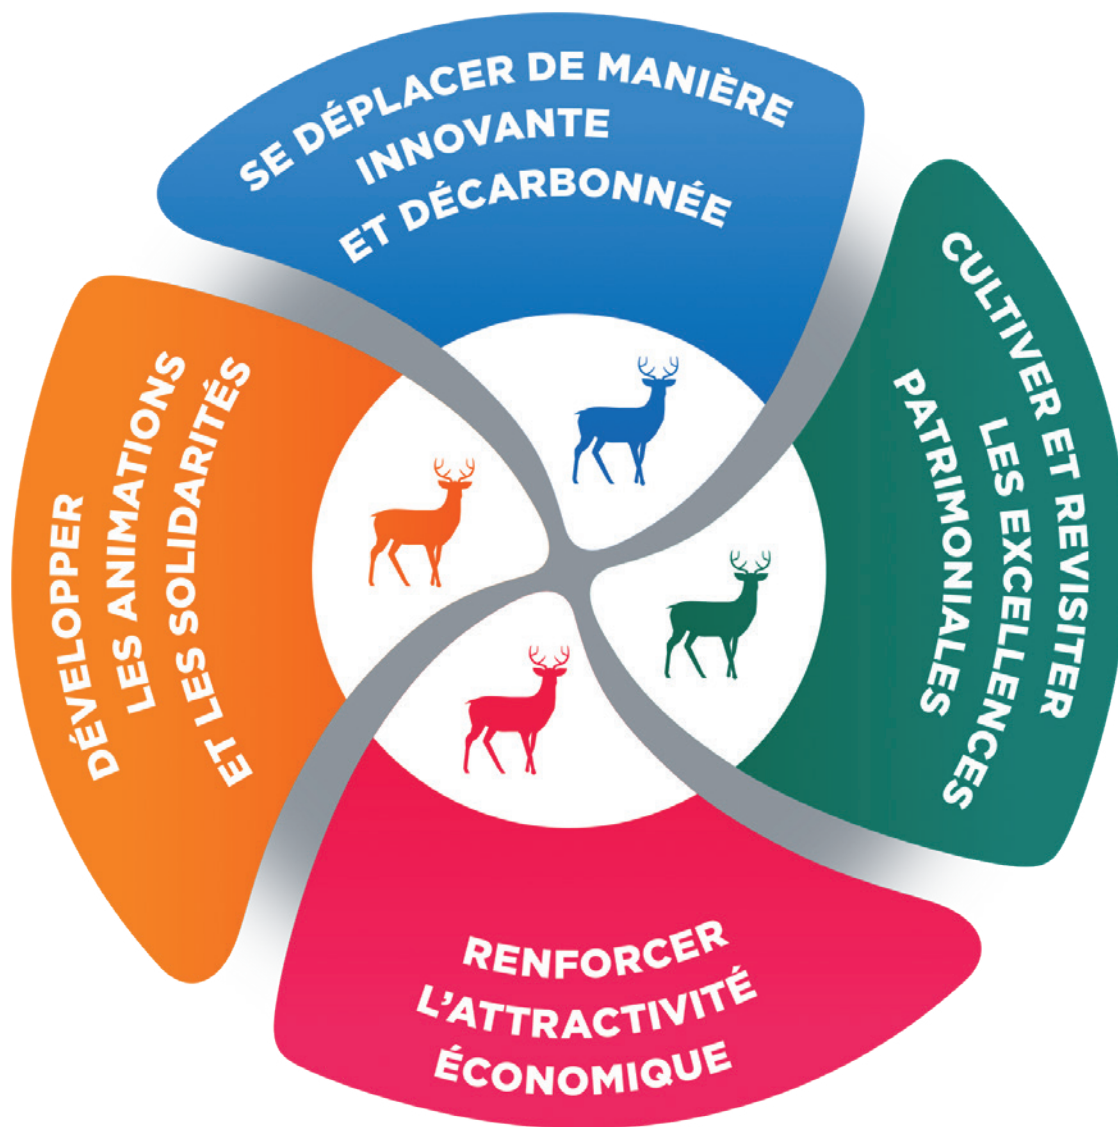 SE DÉPLACER DE MANIÈRE
INNOVANTE
ET DÉCARBONNÉE
CULTIVER ET REVISITER
LES EXCELLENCES
PATRIMONIALES
RENFORCER
L’ATTRACTIVITÉ
ÉCONOMIQUE
DÉVELOPPER
LES ANIMATIONS
ET LES SOLIDARITÉS